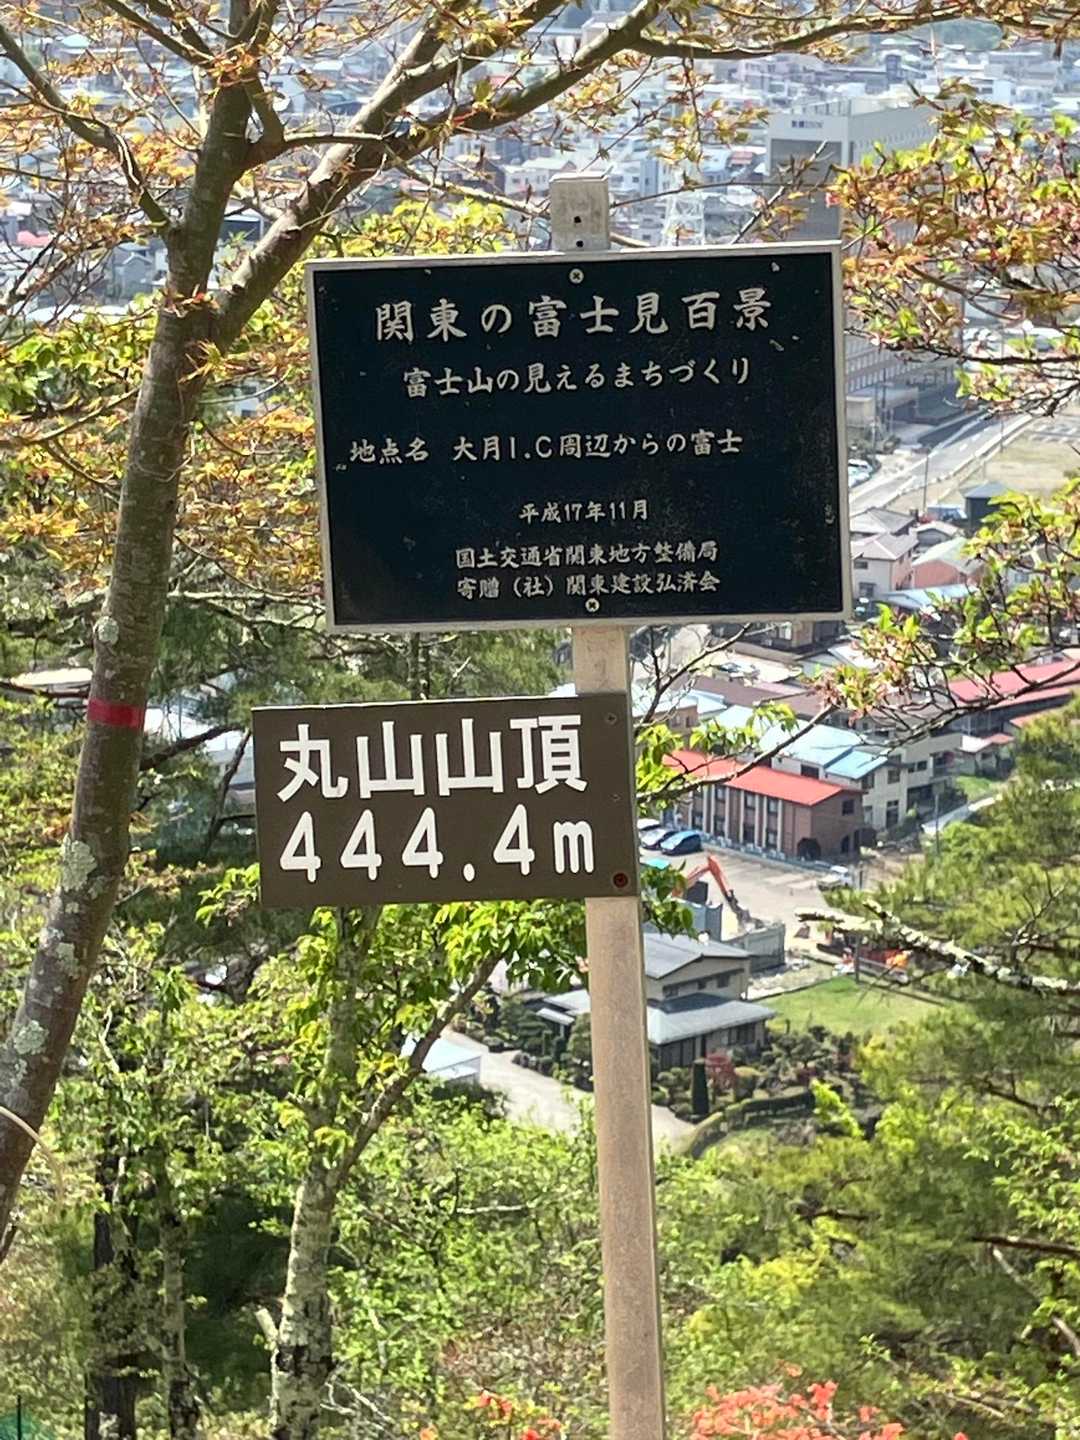 関東の富士見百景
富士山の見えるまちづくり
地点名 大月I.C周辺からの富士
平成17年11月
国土交通省関東地方整備局
寄贈（社）関東建設弘済会
丸山山頂
444.4m